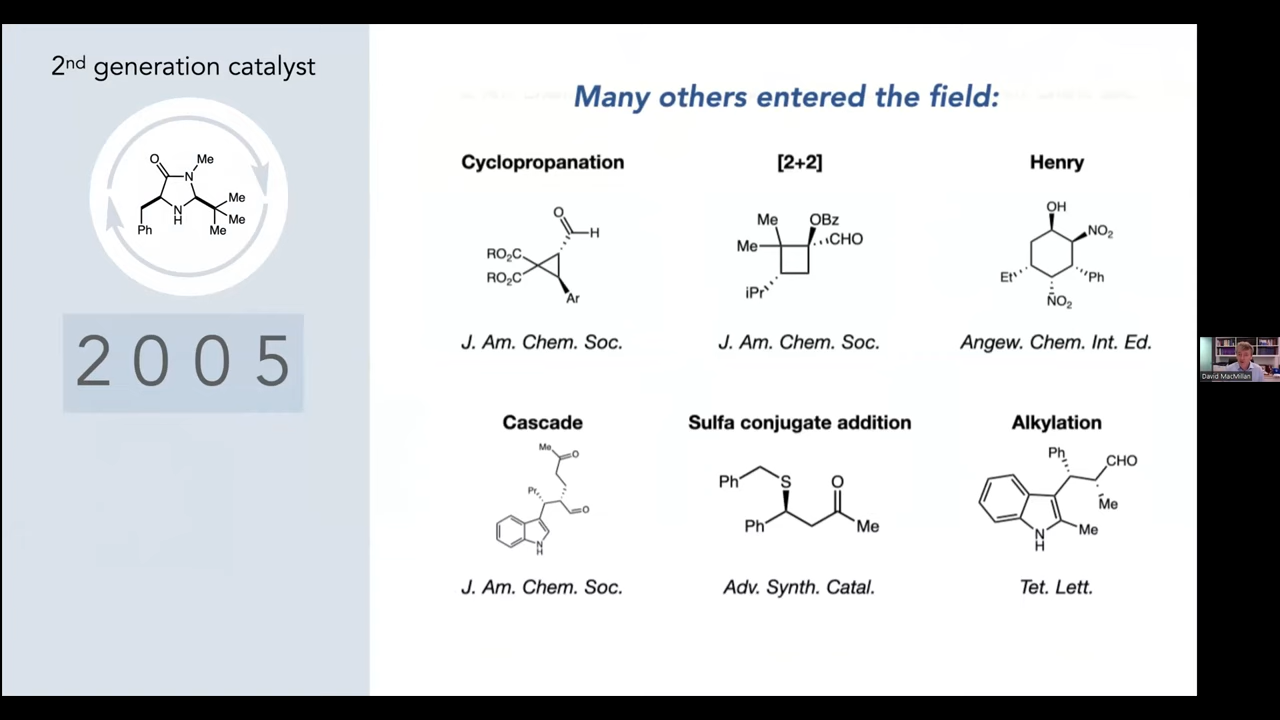 2nd generation catalyst
O
Me
N
N
H
Ph
Me
Me
Me
2005
Many others entered the field:
Cyclopropanation
O
H
RO2C
RO2C
Ar
J. Am. Chem. Soc.
[2+2]
Me
OBz
Me
CHO
iPr
J. Am. Chem. Soc.
Henry
OH
NO2
Et
Ph
NO2
Angew. Chem. Int. Ed.
Cascade
Me
O
Pr
O
N
H
J. Am. Chem. Soc.
Sulfa conjugate addition
Ph
S
O
Ph
Me
Adv. Synth. Catal.
Alkylation
Ph
CHO
Me
Me
N
H
Tet. Lett.
David MacMillan